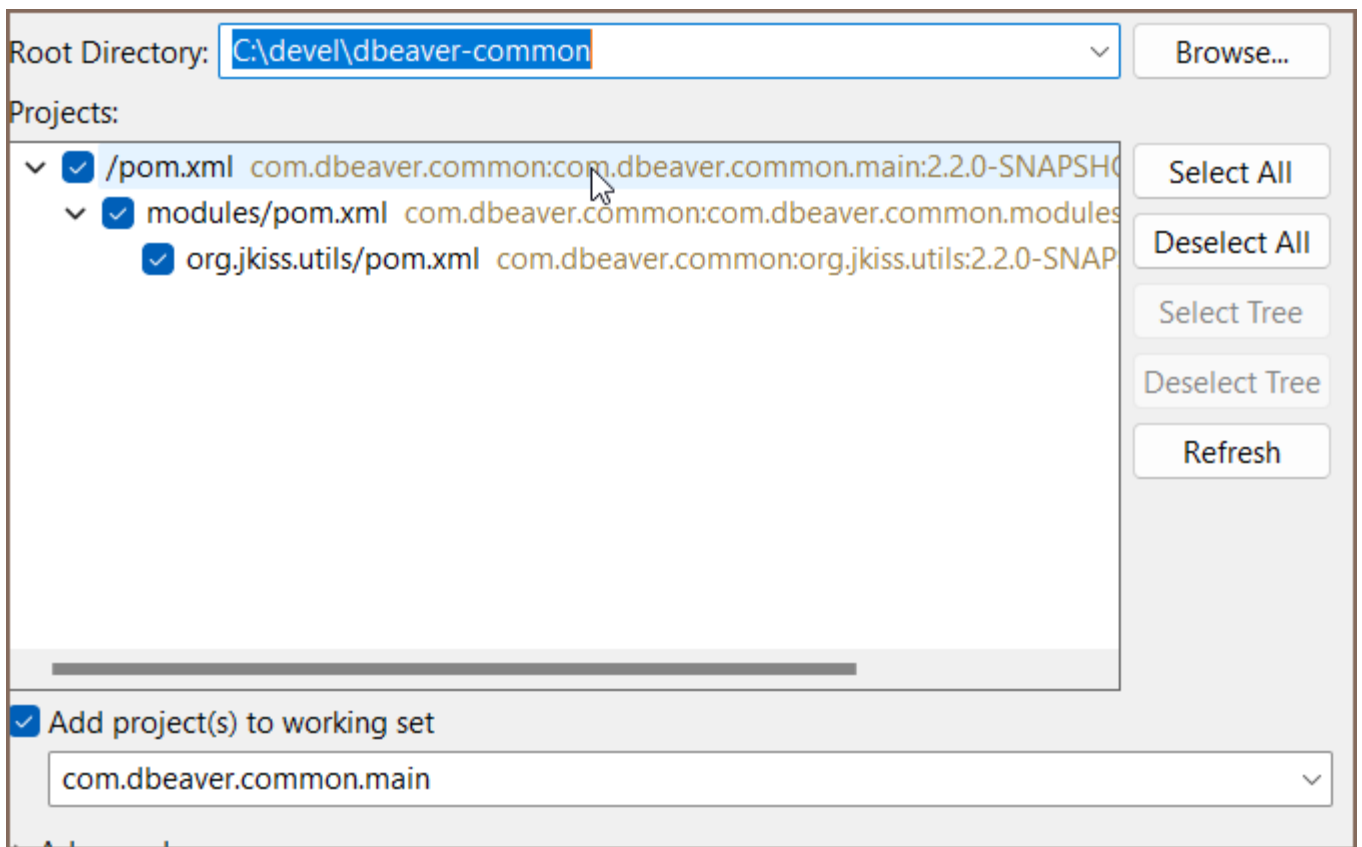 Root Directory: C:\devel\dbeaver-common Browse...
Projects:
/pom.xml com.dbeaver.common:com.dbeaver.common.main:2.2.0-SNAPSHO
Select All
modules/pom.xml com.dbeaver.common:com.dbeaver.common.modules
Deselect All
org.jkiss.utils/pom.xml com.dbeaver.common:org.jkiss.utils:2.2.0-SNAP
Select Tree
Deselect Tree
Refresh
Add project(s) to working set
com.dbeaver.common.main